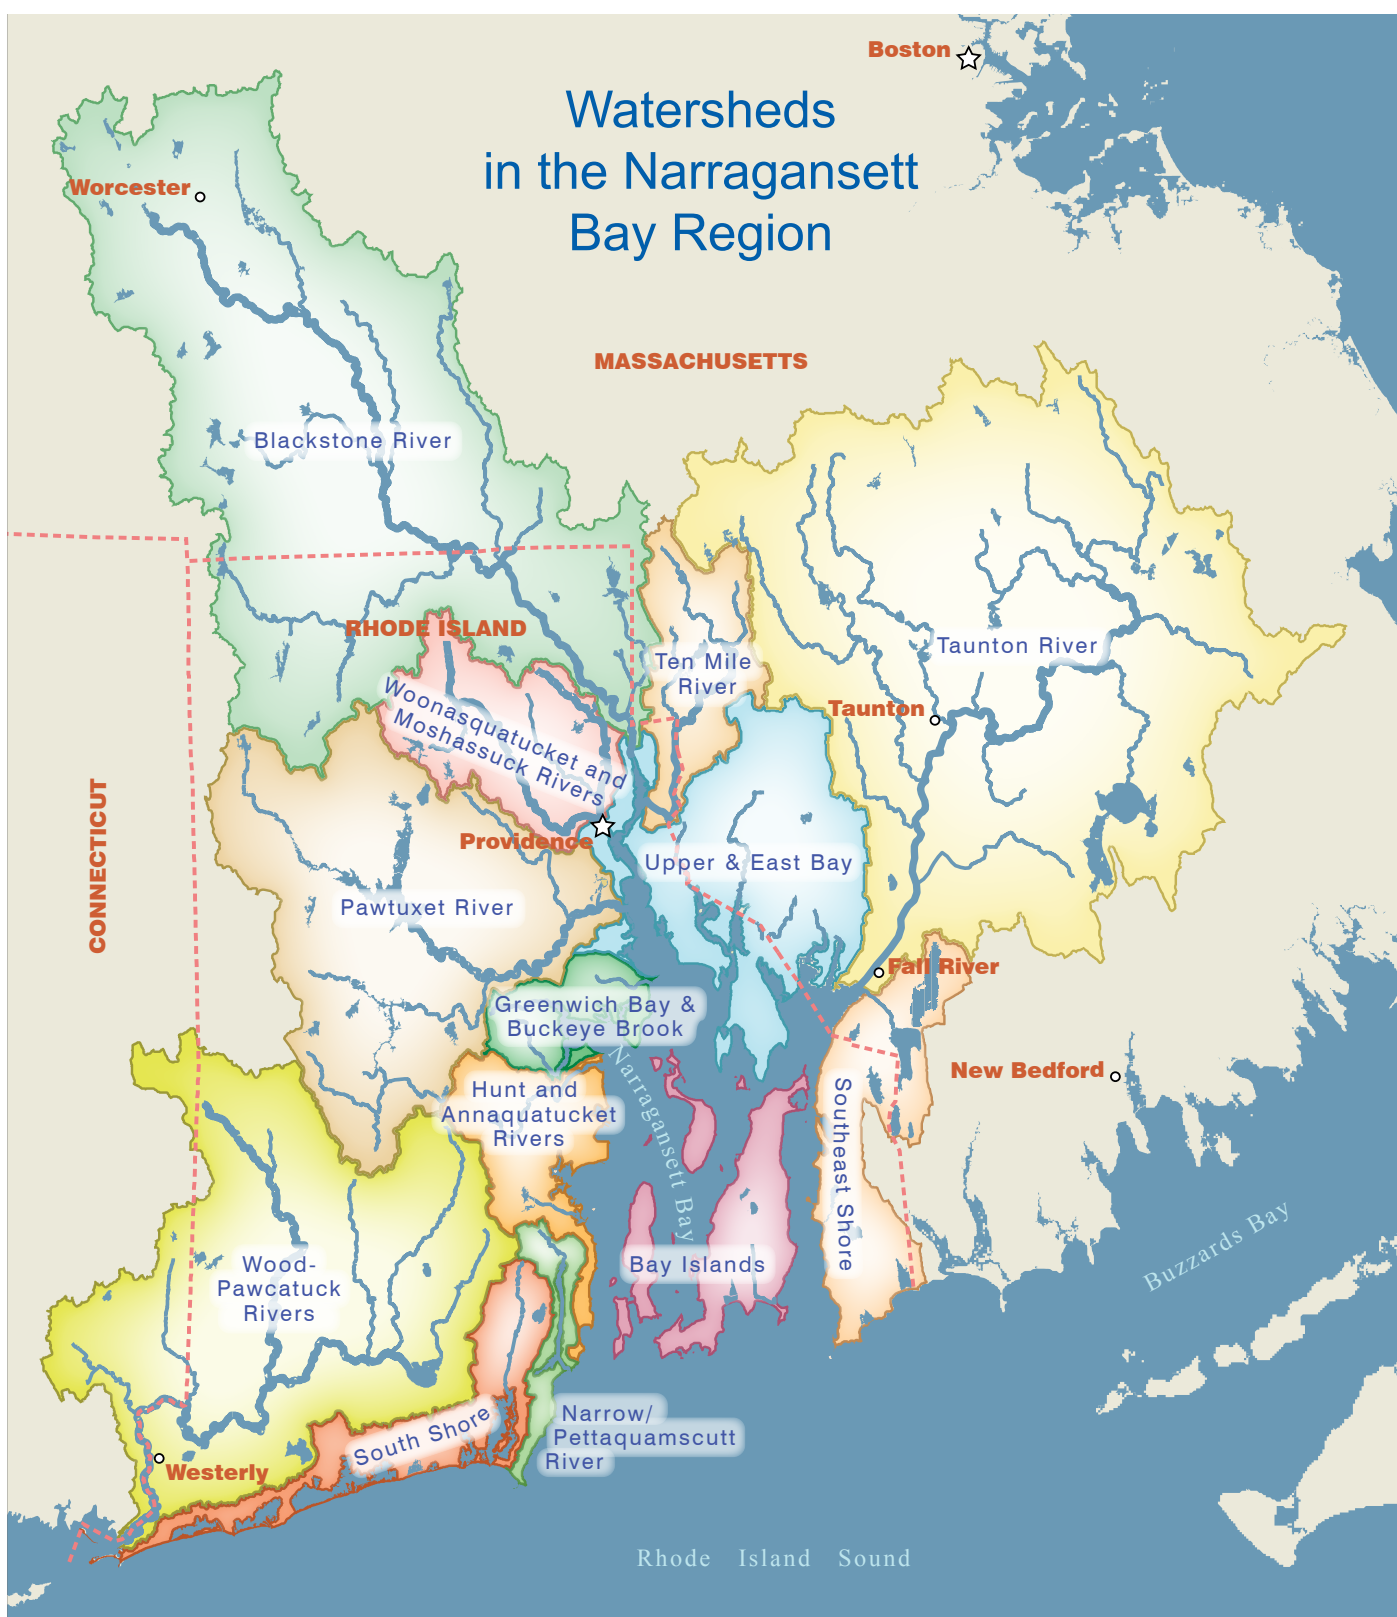 Boston
Watersheds
in the Narragansett
Bay Region
Worcester
MASSACHUSETTS
Blackstone River
RHODE ISLAND
Ten Mile
River
Taunton River
Woonasquatucket and
Moshassuck Rivers
Taunton
CONNECTICUT
Providence
Upper & East Bay
Pawtuxet River
Fall River
Greenwich Bay &
Buckeye Brook
New Bedford
Hunt and
Annaquatucket
Rivers
Narragansett Bay
Southeast Shore
Buzzards Bay
Wood-
Pawcatuck
Rivers
Bay Islands
South Shore
Narrow/
Pettaquamscutt
River
Westerly
Rhode Island Sound